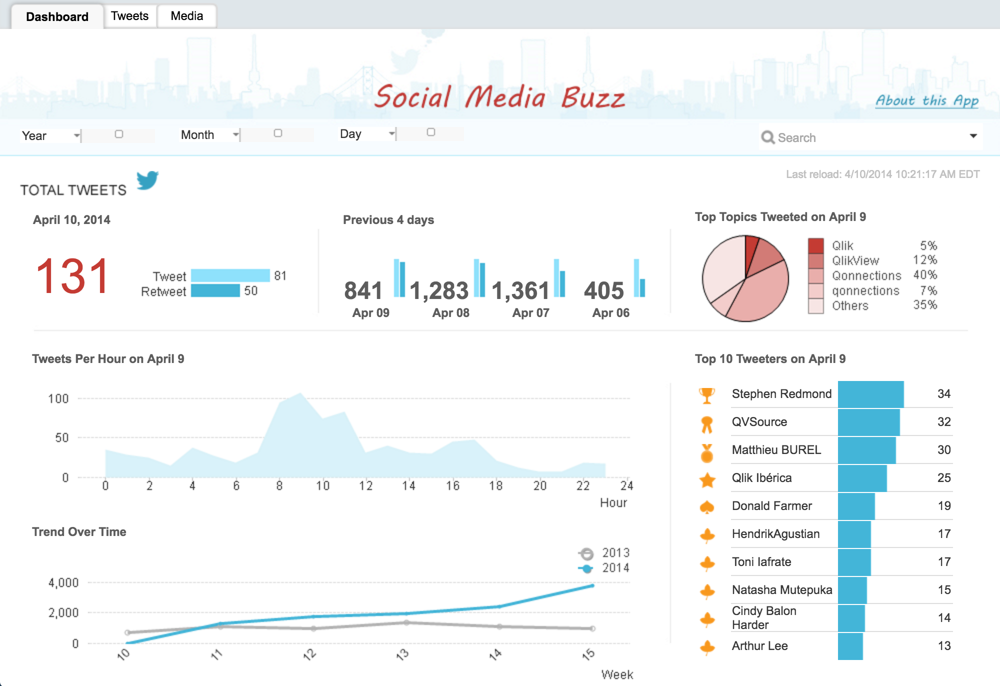 Dashboard
Tweets
Media
Social Media Buzz
About this App
Year
Month
Day
Search
Last reload: 4/10/2014 10:21:17 AM EDT
TOTAL TWEETS
April 10, 2014
131
Tweet 81
Retweet 50
Previous 4 days
841 1,283 1,361 405
Apr 09 Apr 08 Apr 07 Apr 06
Top Topics Tweeted on April 9
Qlik 5%
QlikView 12%
Qonnections 40%
qonnections 7%
Others 35%
Tweets Per Hour on April 9
100
50
0
0 2 4 6 8 10 12 14 16 18 20 22 24
Hour
Trend Over Time
2013
2014
4,000
2,000
0
10 11 12 13 14 15
Week
Top 10 Tweeters on April 9
Stephen Redmond 34
QVSource 32
Matthieu BUREL 30
Qlik Ibérica 25
Donald Farmer 19
HendrikAgustian 17
Toni Iafrate 17
Natasha Mutepuka 15
Cindy Balon
Harder 14
Arthur Lee 13